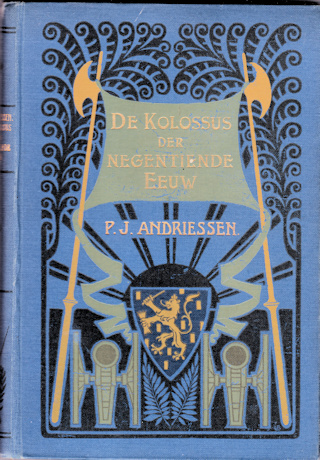 DE KOLOSSUS
DER
NEGENTIENDE
EEUW
P.J. ANDRIESSEN.